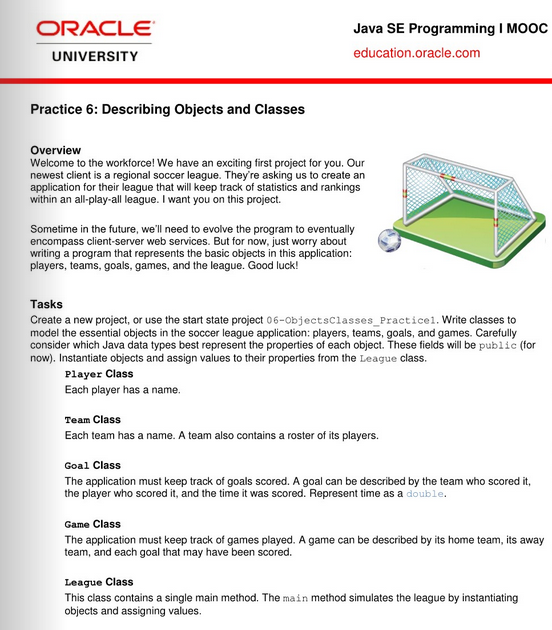 ORACLE®
UNIVERSITY
Java SE Programming I MOOC
education.oracle.com
Practice 6: Describing Objects and Classes
Overview
Welcome to the workforce! We have an exciting first project for you. Our
newest client is a regional soccer league. They're asking us to create an
application for their league that will keep track of statistics and rankings
within an all-play-all league. I want you on this project.
Sometime in the future, we'll need to evolve the program to eventually
encompass client-server web services. But for now, just worry about
writing a program that represents the basic objects in this application:
players, teams, goals, games, and the league. Good luck!
Tasks
Create a new project, or use the start state project 06-ObjectsClasses_Practice1. Write classes to
model the essential objects in the soccer league application: players, teams, goals, and games. Carefully
consider which Java data types best represent the properties of each object. These fields will be public (for
now). Instantiate objects and assign values to their properties from the League class.
Player Class
Each player has a name.
Team Class
Each team has a name. A team also contains a roster of its players.
Goal Class
The application must keep track of goals scored. A goal can be described by the team who scored it,
the player who scored it, and the time it was scored. Represent time as a double.
Game Class
The application must keep track of games played. A game can be described by its home team, its away
team, and each goal that may have been scored.
League Class
This class contains a single main method. The main method simulates the league by instantiating
objects and assigning values.